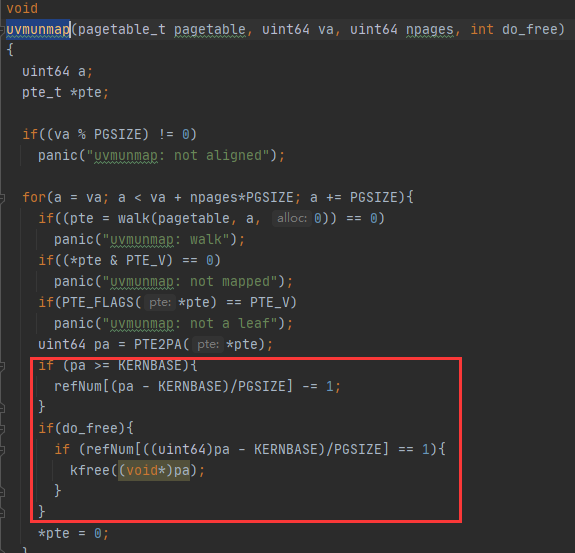 void
uvmunmap(pagetable_t pagetable, uint64 va, uint64 npages, int do_free)
{
  uint64 a;
  pte_t *pte;

  if((va % PGSIZE) != 0)
    panic("uvmunmap: not aligned");

  for(a = va; a < va + npages*PGSIZE; a += PGSIZE){
    if((pte = walk(pagetable, a, alloc: 0)) == 0)
      panic("uvmunmap: walk");
    if((*pte & PTE_V) == 0)
      panic("uvmunmap: not mapped");
    if(PTE_FLAGS( pte: *pte) == PTE_V)
      panic("uvmunmap: not a leaf");
    uint64 pa = PTE2PA( pte: *pte);
    if (pa >= KERNBASE){
      refNum[(pa - KERNBASE)/PGSIZE] -= 1;
    }
    if(do_free){
      if (refNum[((uint64)pa - KERNBASE)/PGSIZE] == 1){
        kfree((void*)pa);
      }
    }
    *pte = 0;